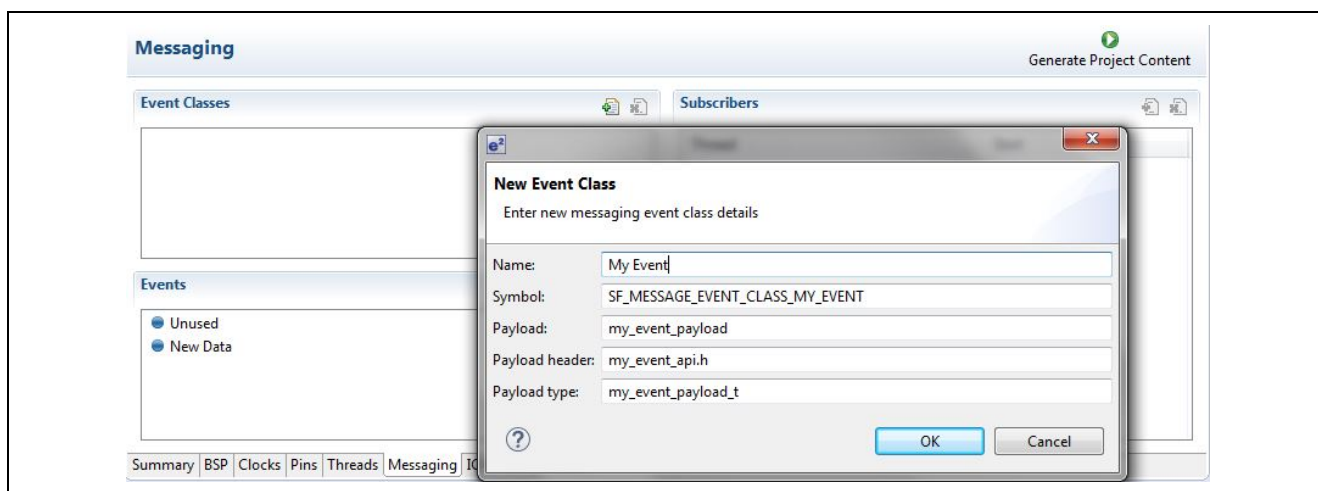 Messaging
Generate Project Content
Event Classes
Subscribers
e²
New Event Class
Enter new messaging event class details
Name: My Event
Symbol: SF_MESSAGE_EVENT_CLASS_MY_EVENT
Payload: my_event_payload
Payload header: my_event_api.h
Payload type: my_event_payload_t
OK Cancel
Events
Unused
New Data
Summary BSP Clocks Pins Threads Messaging